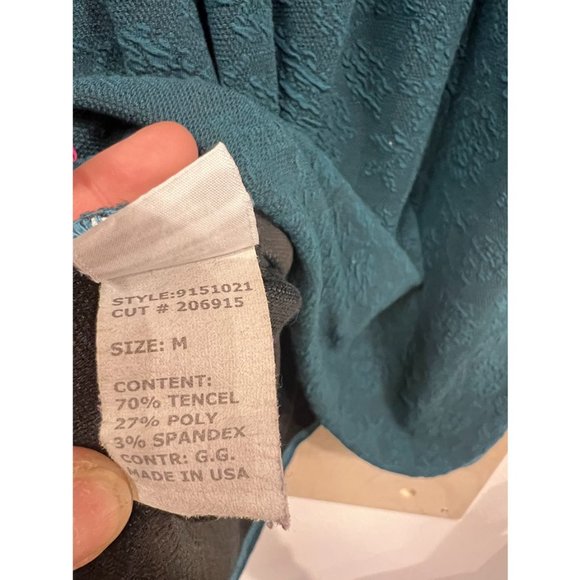 STYLE:9151021
CUT # 206915
SIZE: M
CONTENT:
70% TENCEL
27% POLY
3% SPANDEX
CONTR: G.G.
MADE IN USA